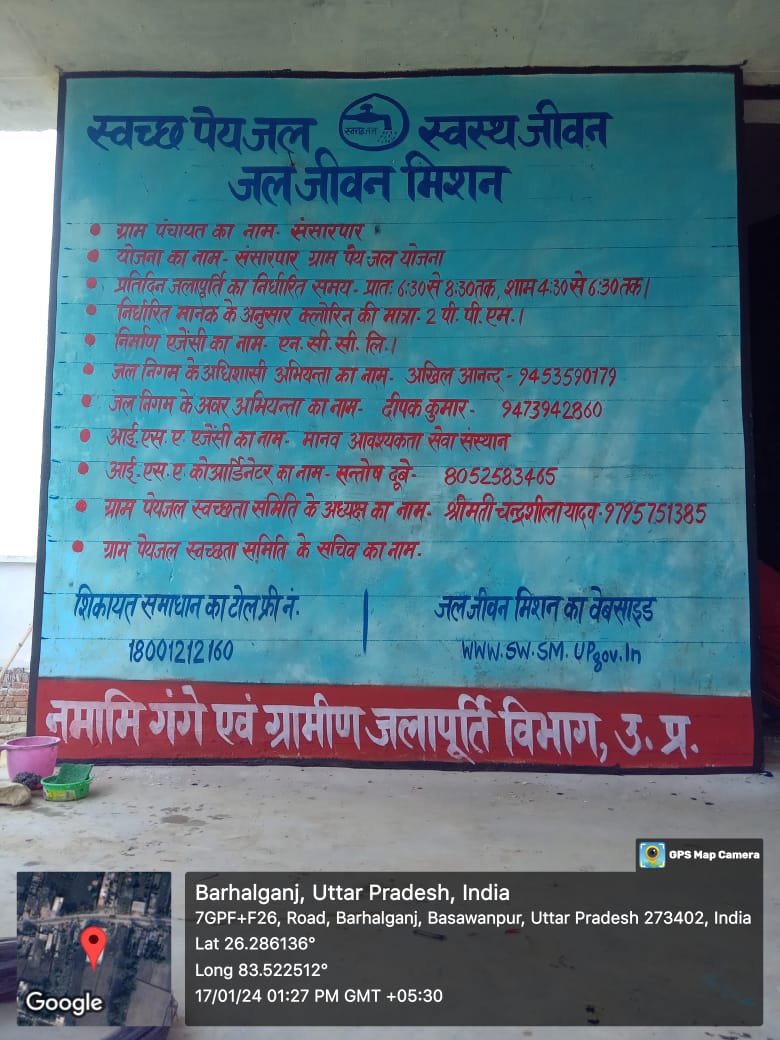 स्वच्छ पेयजल स्वच्छ जल स्वस्थ जीवन
जल जीवन मिशन
• ग्राम पंचायत का नाम- संसारपार
• योजना का नाम- संसारपार ग्राम पेय जल योजना
• प्रतिदिन जलापूर्ति का निर्धारित समय- प्रातः 6:30 से 8:30 तक, शाम 4:30 से 6:30 तक।
• निर्धारित मानक के अनुसार क्लोरिन की मात्रा- 2 पी. पी. एम.।
• निर्माण एजेंसी का नाम- एन. सी. सी. लि.।
• जल निगम के अधिशासी अभियन्ता का नाम- अखिल आनन्द - 9453590179
• जल निगम के अवर अभियन्ता का नाम- दीपक कुमार- 9473942860
• आई. एस. ए. एजेंसी का नाम- मानव आवश्यकता सेवा संस्थान
• आई. एस. ए. कोआर्डिनेटर का नाम- सन्तोष दूबे- 8052583465
• ग्राम पेयजल स्वच्छता समिति के अध्यक्ष का नाम- श्रीमती चन्द्रशीला यादव-9795751385
• ग्राम पेयजल स्वच्छता समिति के सचिव का नाम-
शिकायत समाधान का टोल फ्री नं.
18001212160
जल जीवन मिशन का वेबसाइड
WWW.SW.SM.UPgov.In
नमामि गंगे एवं ग्रामीण जलापूर्ति विभाग, उ. प्र.
GPS Map Camera
Barhalganj, Uttar Pradesh, India
7GPF+F26, Road, Barhalganj, Basawanpur, Uttar Pradesh 273402, India
Lat 26.286136°
Long 83.522512°
17/01/24 01:27 PM GMT +05:30
Google